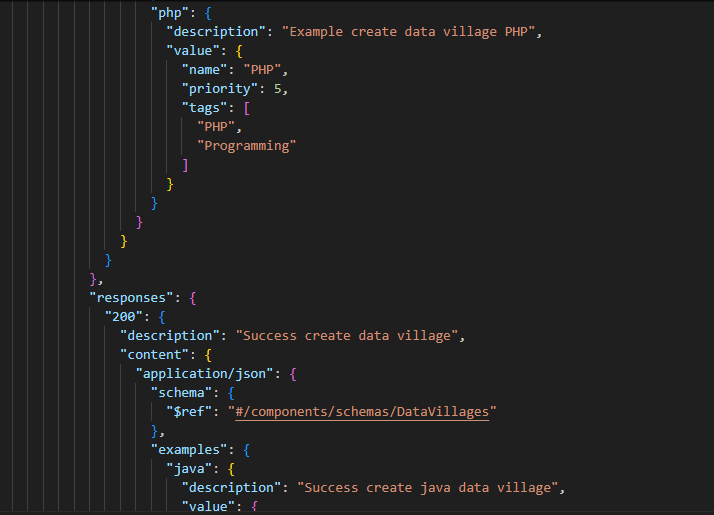 "php": {
"description": "Example create data village PHP",
"value": {
"name": "PHP",
"priority": 5,
"tags": [
"PHP",
"Programming"
]
}
}
}
}
}
},
"responses": {
"200": {
"description": "Success create data village",
"content": {
"application/json": {
"schema": {
"$ref": "#/components/schemas/DataVillages"
},
"examples": {
"java": {
"description": "Success create java data village",
"value": {